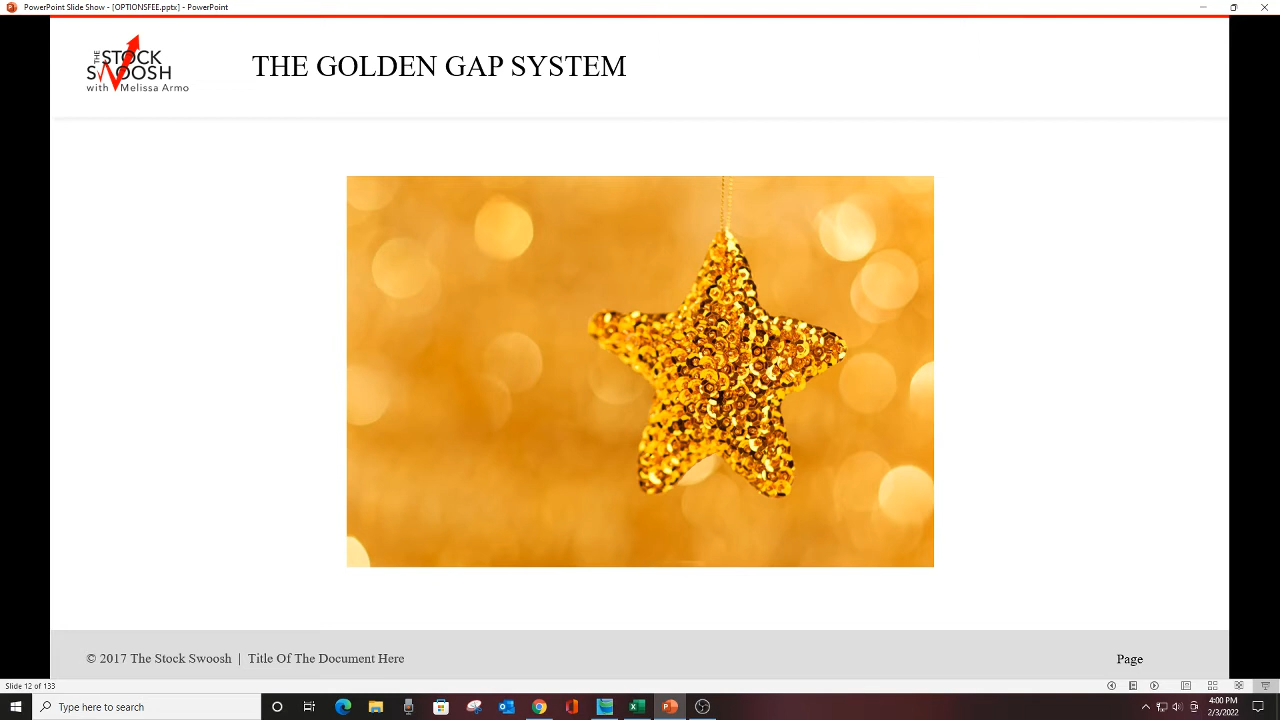 PowerPoint Slide Show - [OPTIONSFEE.pptx] - PowerPoint
THE STOCK
SWOOSH
with Melissa Armo
THE GOLDEN GAP SYSTEM
© 2017 The Stock Swoosh | Title Of The Document Here
Page
Slide 12 of 133
Type here to search
4:00 PM
2/3/2022